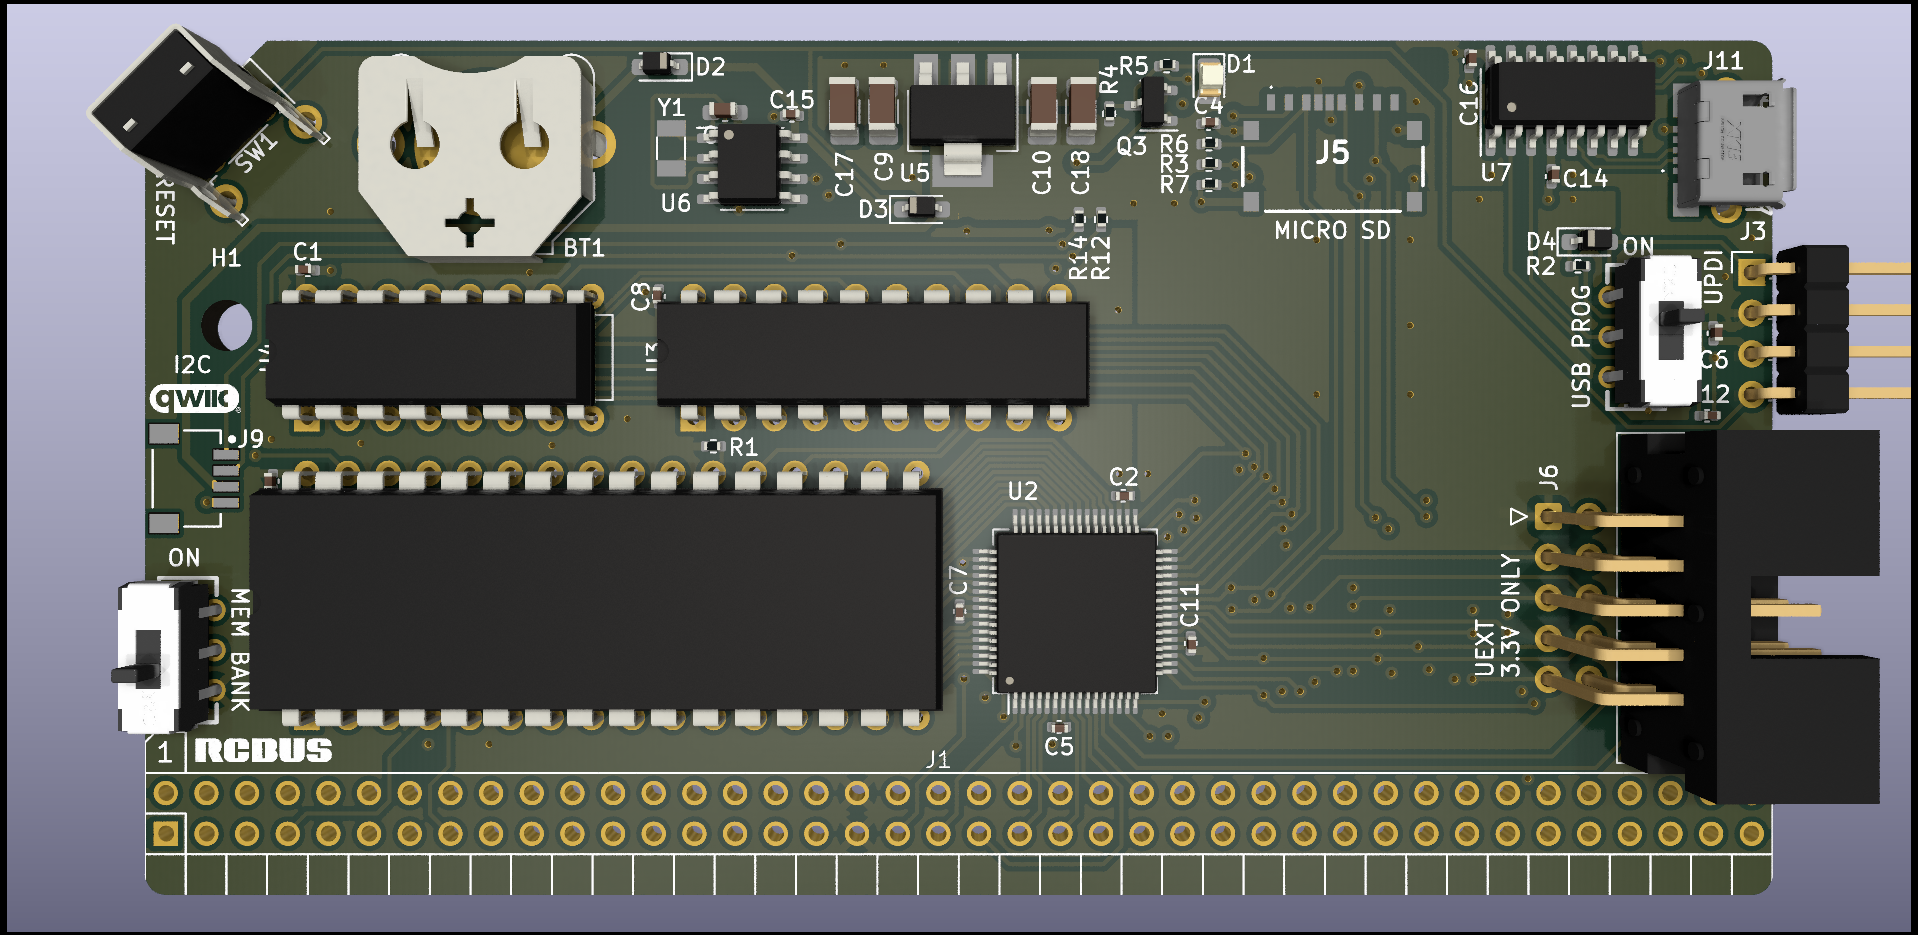 D2
R5
D1
J11
Y1
C15
R4
C4
C16
SW1
Q3
R6
R3
R7
J5
U5
C17
C9
C10
C18
U7
C14
U6
D3
RESET
MICRO SD
J3
H1
C1
BT1
R14
R12
D4
ON
R2
UPDI
C8
USB PROG
I2C
U3
C6
qwiic
12
J9
R1
C2
J6
U2
ON
C7
MEM BANK
C11
UEXT
3.3V ONLY
C5
1
RCBUS
J1